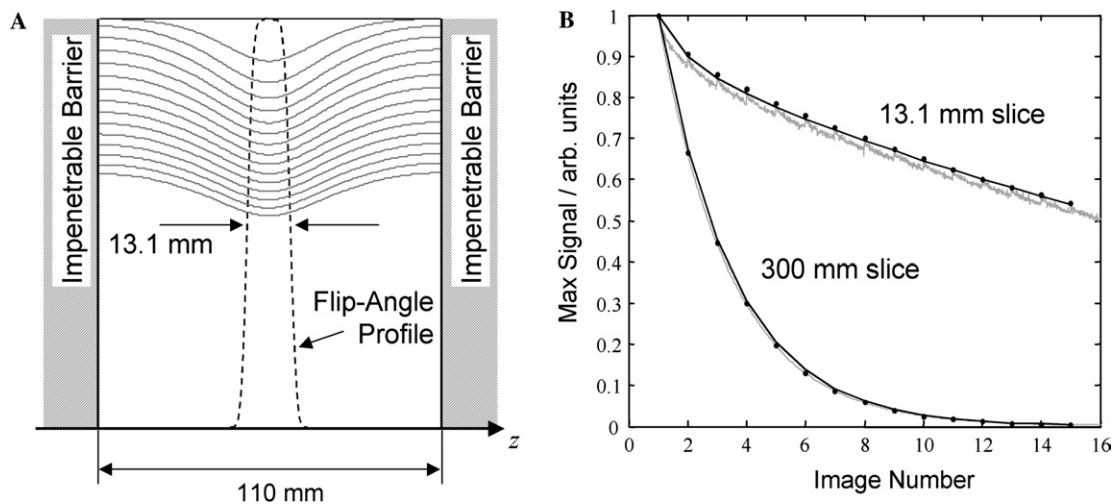 A
Impenetrable Barrier
Impenetrable Barrier
13.1 mm
Flip-Angle
Profile
z
110 mm
B
Max Signal / arb. units
1
0.9
0.8
0.7
0.6
0.5
0.4
0.3
0.2
0.1
0
13.1 mm slice
300 mm slice
0 2 4 6 8 10 12 14 16
Image Number